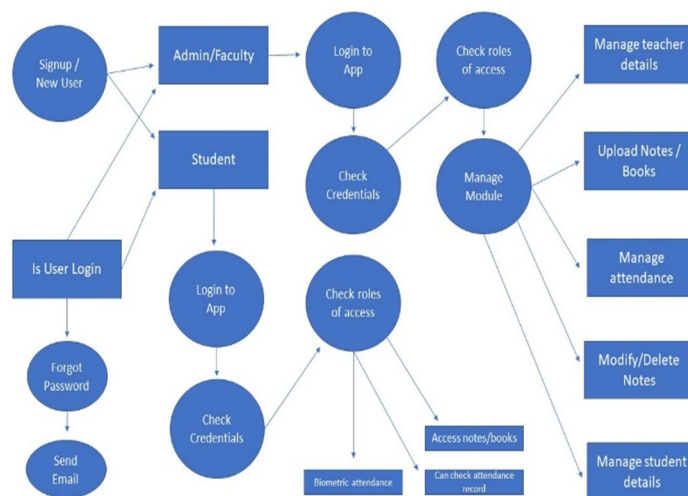 Signup /
New User
Admin/Faculty
Login to
App
Check roles
of access
Manage teacher
details
Student
Check
Credentials
Manage
Module
Upload Notes /
Books
Is User Login
Login to
App
Check roles
of access
Manage
attendance
Forgot
Password
Check
Credentials
Modify/Delete
Notes
Send
Email
Access notes/books
Biometric attendance
Can check attendance
record
Manage student
details